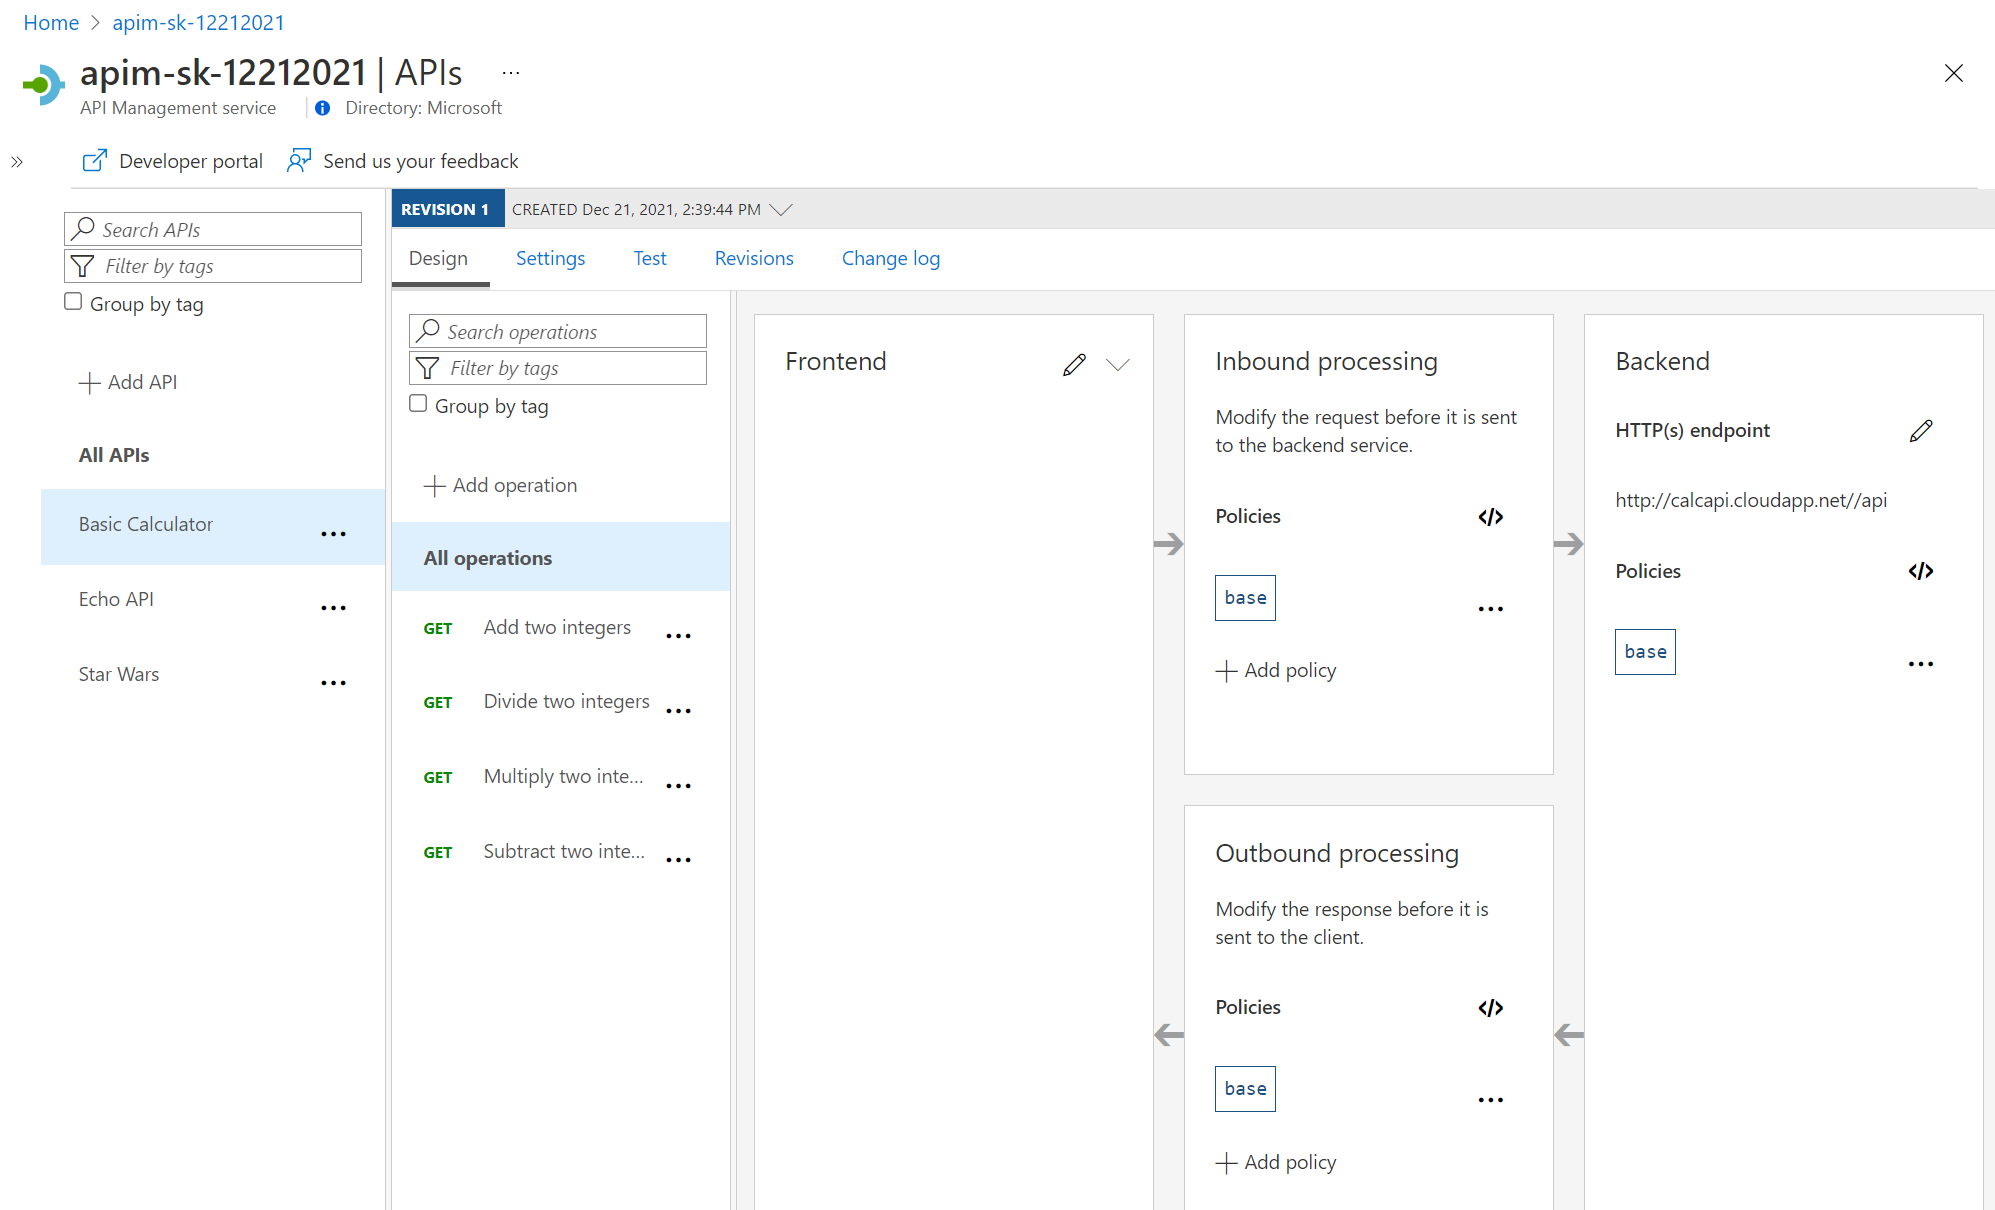 Home > apim-sk-12212021
apim-sk-12212021 | APIs ...
API Management service
Directory: Microsoft
Developer portal
Send us your feedback
Search APIs
Filter by tags
Group by tag
Add API
All APIs
Basic Calculator
Echo API
Star Wars
REVISION 1
CREATED Dec 21, 2021, 2:39:44 PM
Design
Settings
Test
Revisions
Change log
Search operations
Filter by tags
Group by tag
Add operation
All operations
GET Add two integers
GET Divide two integers
GET Multiply two inte...
GET Subtract two inte...
Frontend
Inbound processing
Modify the request before it is sent
to the backend service.
Policies </>
base
Add policy
Outbound processing
Modify the response before it is
sent to the client.
Policies </>
base
Add policy
Backend
HTTP(s) endpoint
http://calcapi.cloudapp.net//api
Policies </>
base